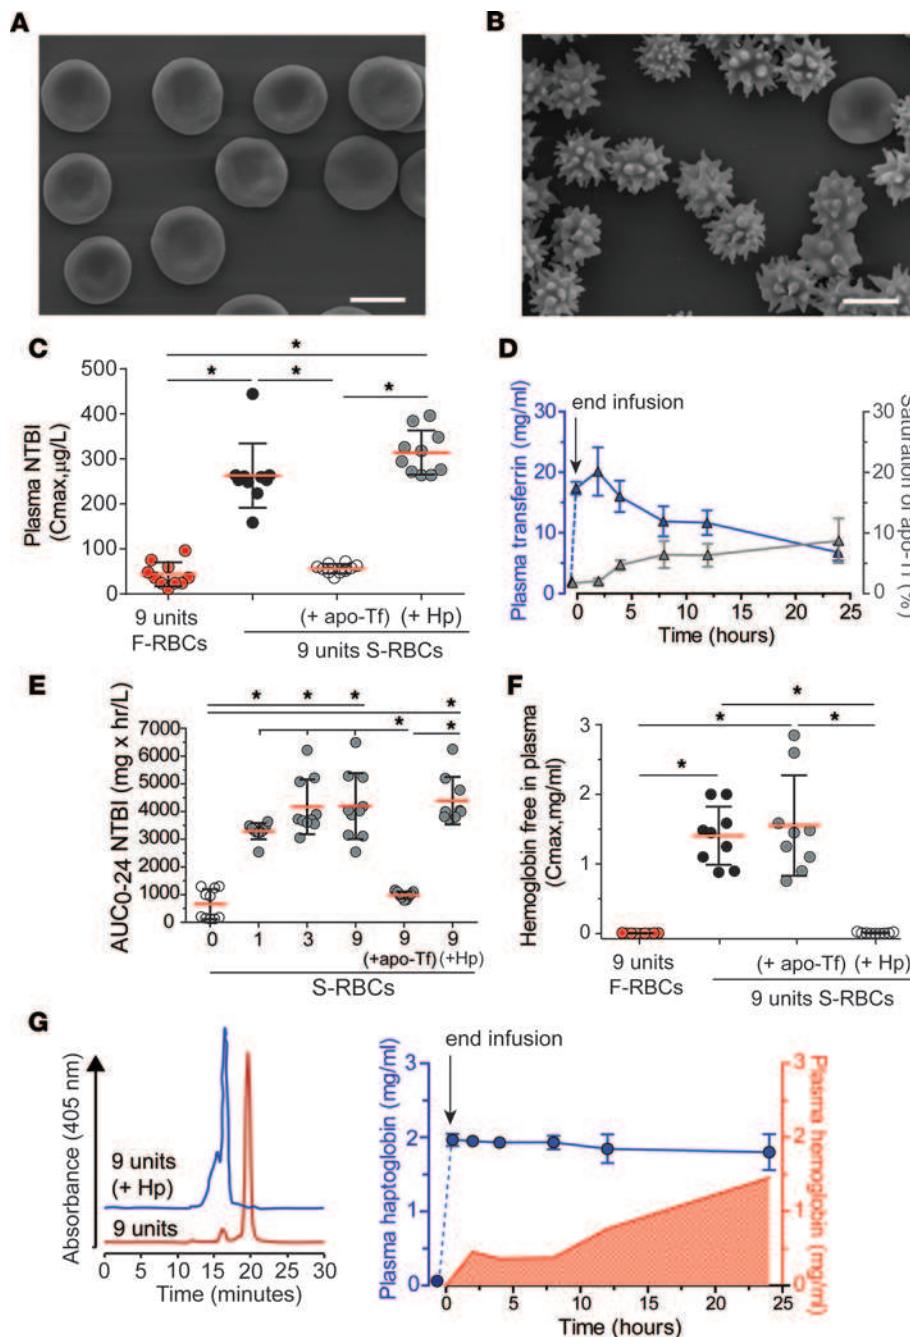 A
B
C
Plasma NTBI
(Cmax,µg/L)
500
400
300
200
100
0
*
*
*
*
9 units
F-RBCs
(+ apo-Tf)
(+ Hp)
9 units S-RBCs
D
end infusion
Plasma transferrin (mg/ml)
30
20
10
0
Saturation of apo-Tf (%)
30
20
10
0
0
5
10
15
20
25
Time (hours)
E
AUC0-24 NTBI (mg x hr/L)
7000
6000
5000
4000
3000
2000
1000
0
*
*
*
*
*
*
0
1
3
9
9
9
(+apo-Tf)
(+Hp)
S-RBCs
F
Hemoglobin free in plasma
(Cmax,mg/ml)
3
2
1
0
*
*
*
*
9 units
F-RBCs
(+ apo-Tf)
(+ Hp)
9 units S-RBCs
G
Absorbance (405 nm)
9 units
(+ Hp)
9 units
0
5
10
15
20
30
Time (minutes)
end infusion
Plasma haptoglobin (mg/ml)
3
2
1
0
Plasma hemoglobin (mg/ml)
3
2
1
0
0
5
10
15
20
25
Time (hours)